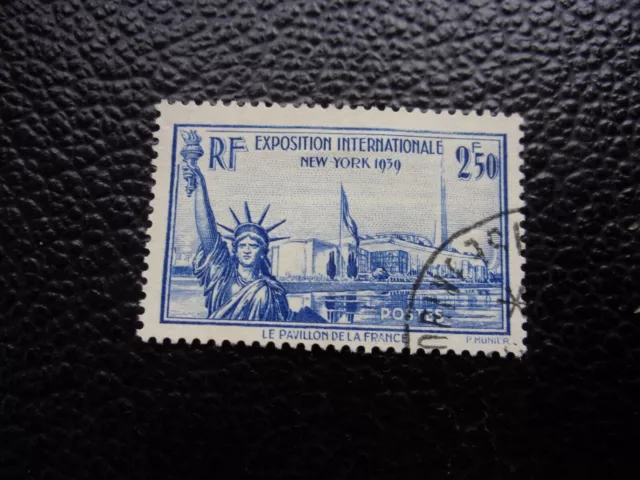 RF EXPOSITION INTERNATIONALE 2F50
NEW-YORK 1939
POSTES
LE PAVILLON DE LA FRANCE
P. MUNIER